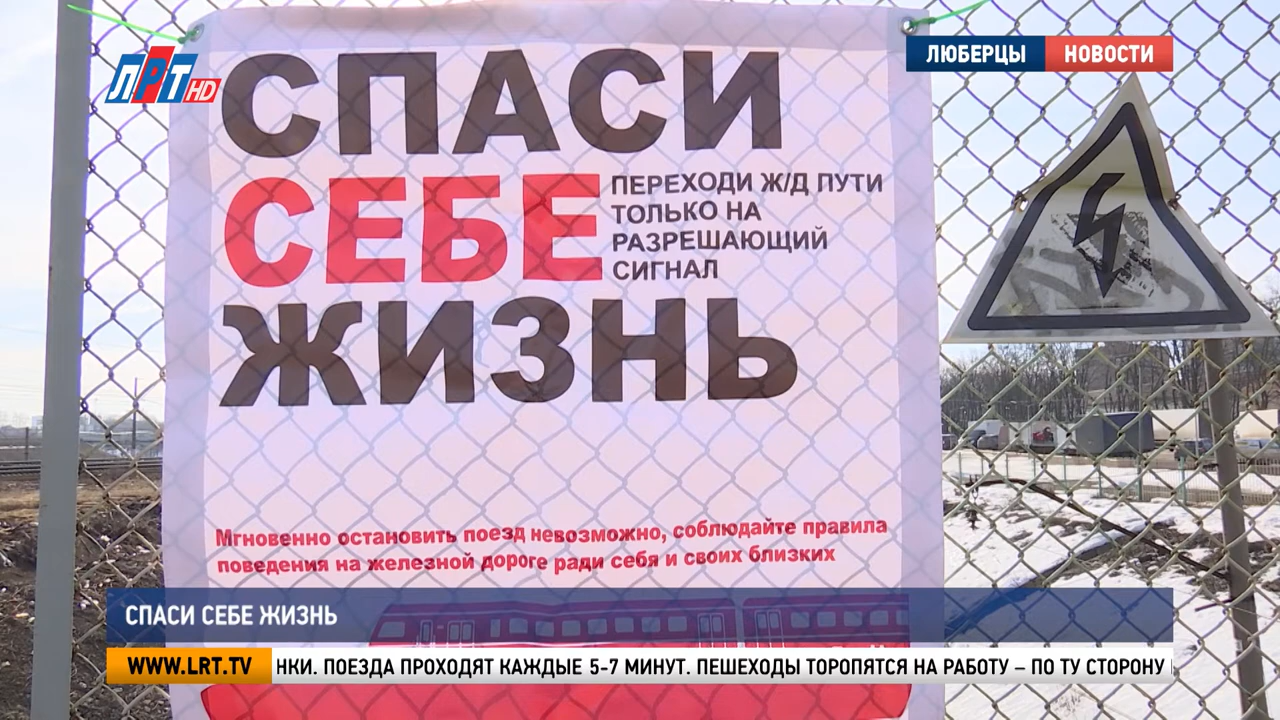 ЛРТ HD
ЛЮБЕРЦЫ НОВОСТИ
СПАСИ
СЕБЕ
ПЕРЕХОДИ Ж/Д ПУТИ
ТОЛЬКО НА
РАЗРЕШАЮЩИЙ
СИГНАЛ
ЖИЗНЬ
Мгновенно остановить поезд невозможно, соблюдайте правила
поведения на железной дороге ради себя и своих близких
СПАСИ СЕБЕ ЖИЗНЬ
WWW.LRT.TV НКИ. ПОЕЗДА ПРОХОДЯТ КАЖДЫЕ 5-7 МИНУТ. ПЕШЕХОДЫ ТОРОПЯТСЯ НА РАБОТУ – ПО ТУ СТОРОНУ